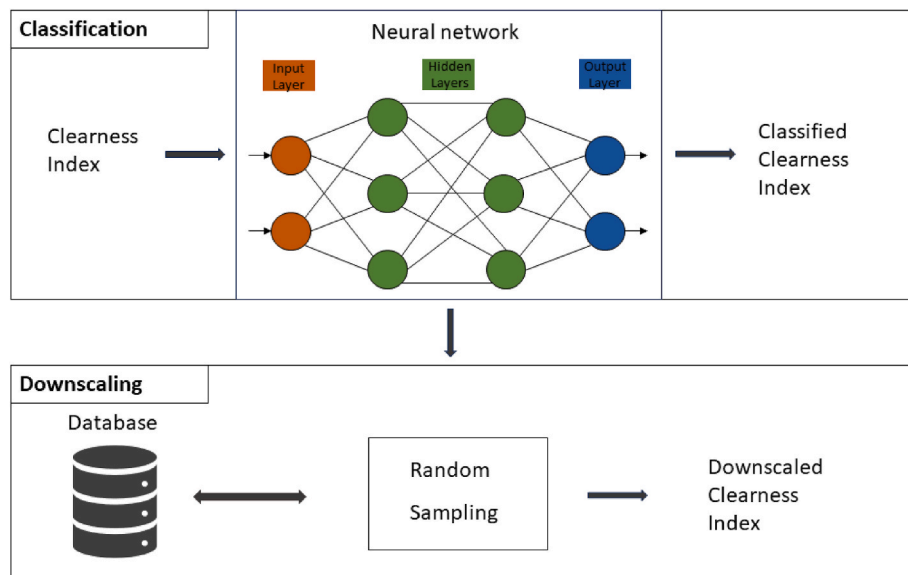 Classification
Neural network
Input
Layer
Hidden
Layers
Output
Layer
Clearness
Index
Classified
Clearness
Index
Downscaling
Database
Random
Sampling
Downscaled
Clearness
Index